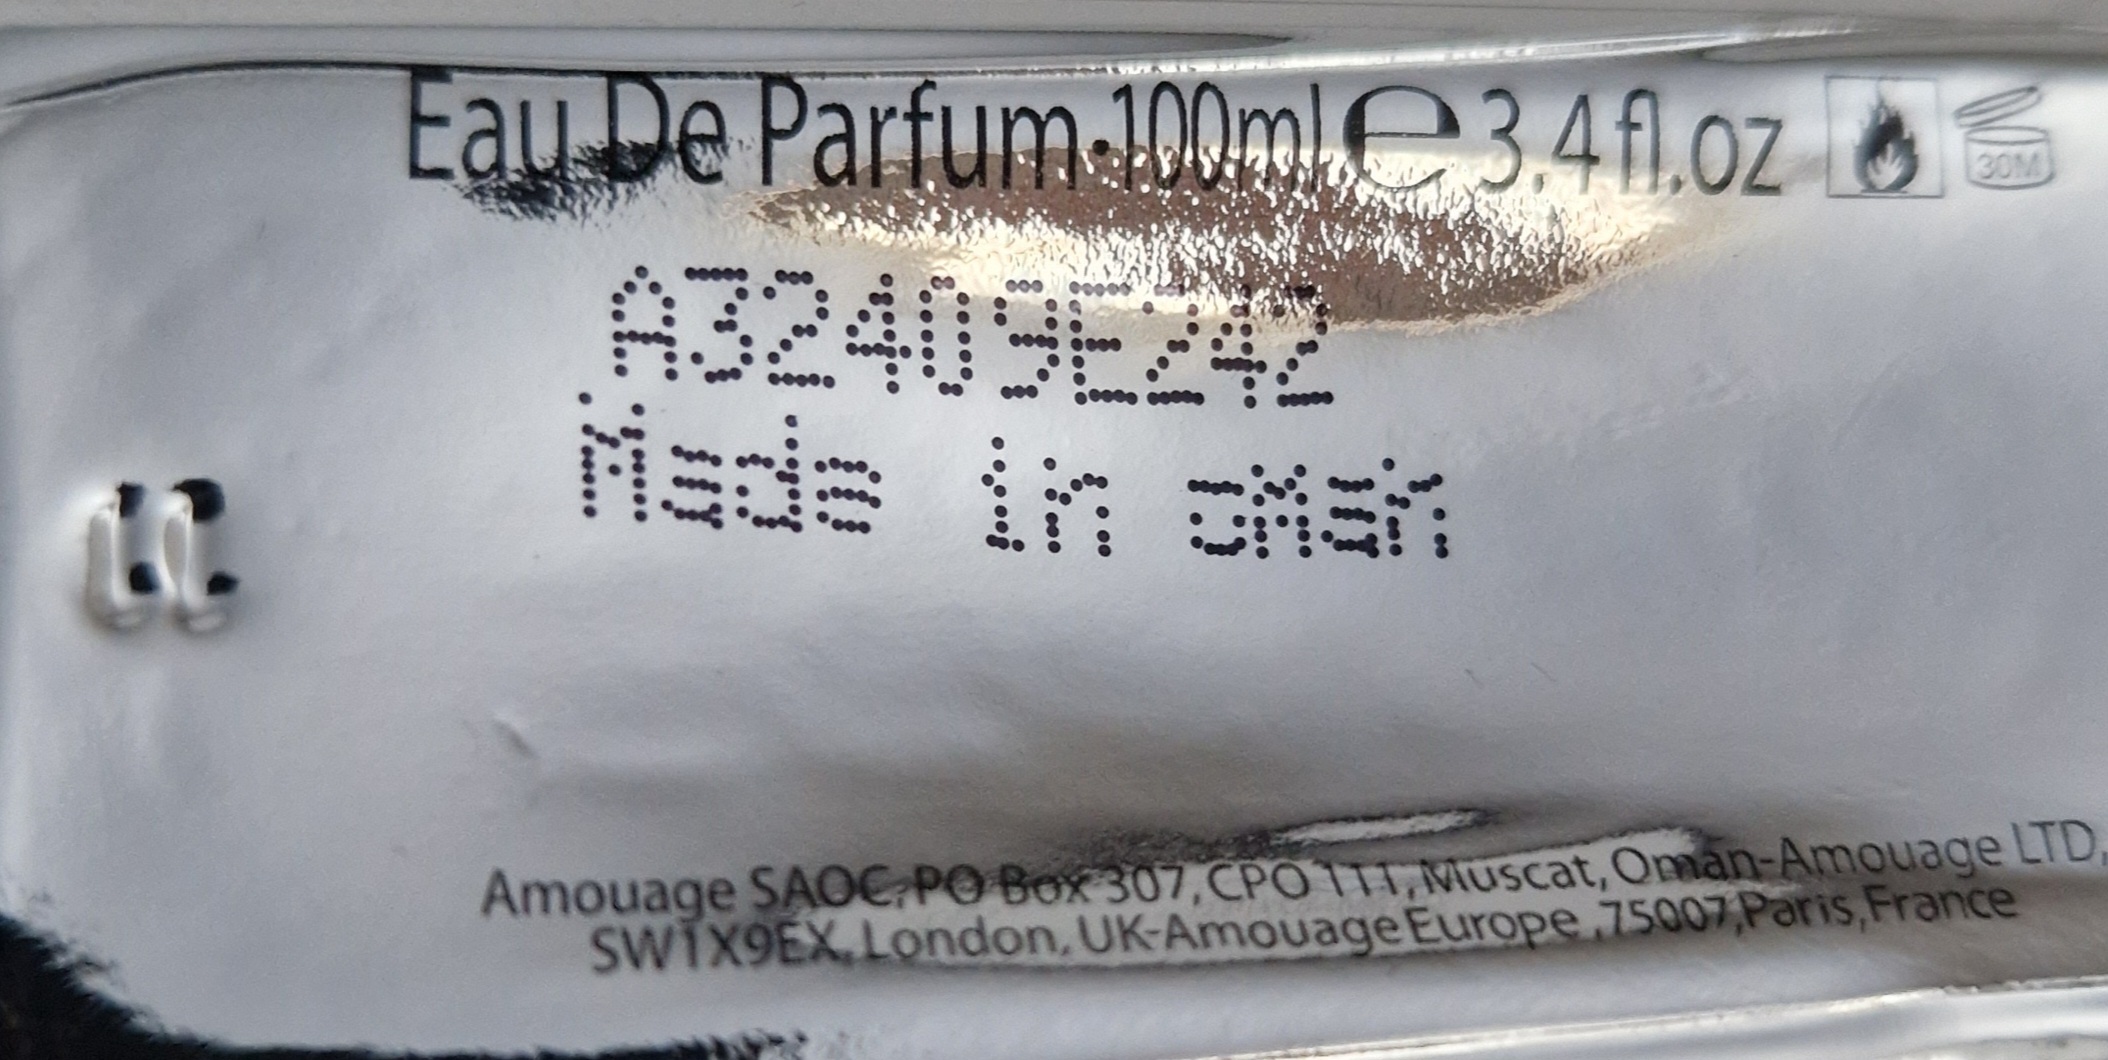 Eau De Parfum·100ml ℮ 3.4 fl.oz
30M
A32409E242
Made in oMan
Amouage SAOC, PO Box 307, CPO 111, Muscat, Oman-Amouage LTD,
SW1X9EX, London, UK-Amouage Europe ,75007, Paris, France